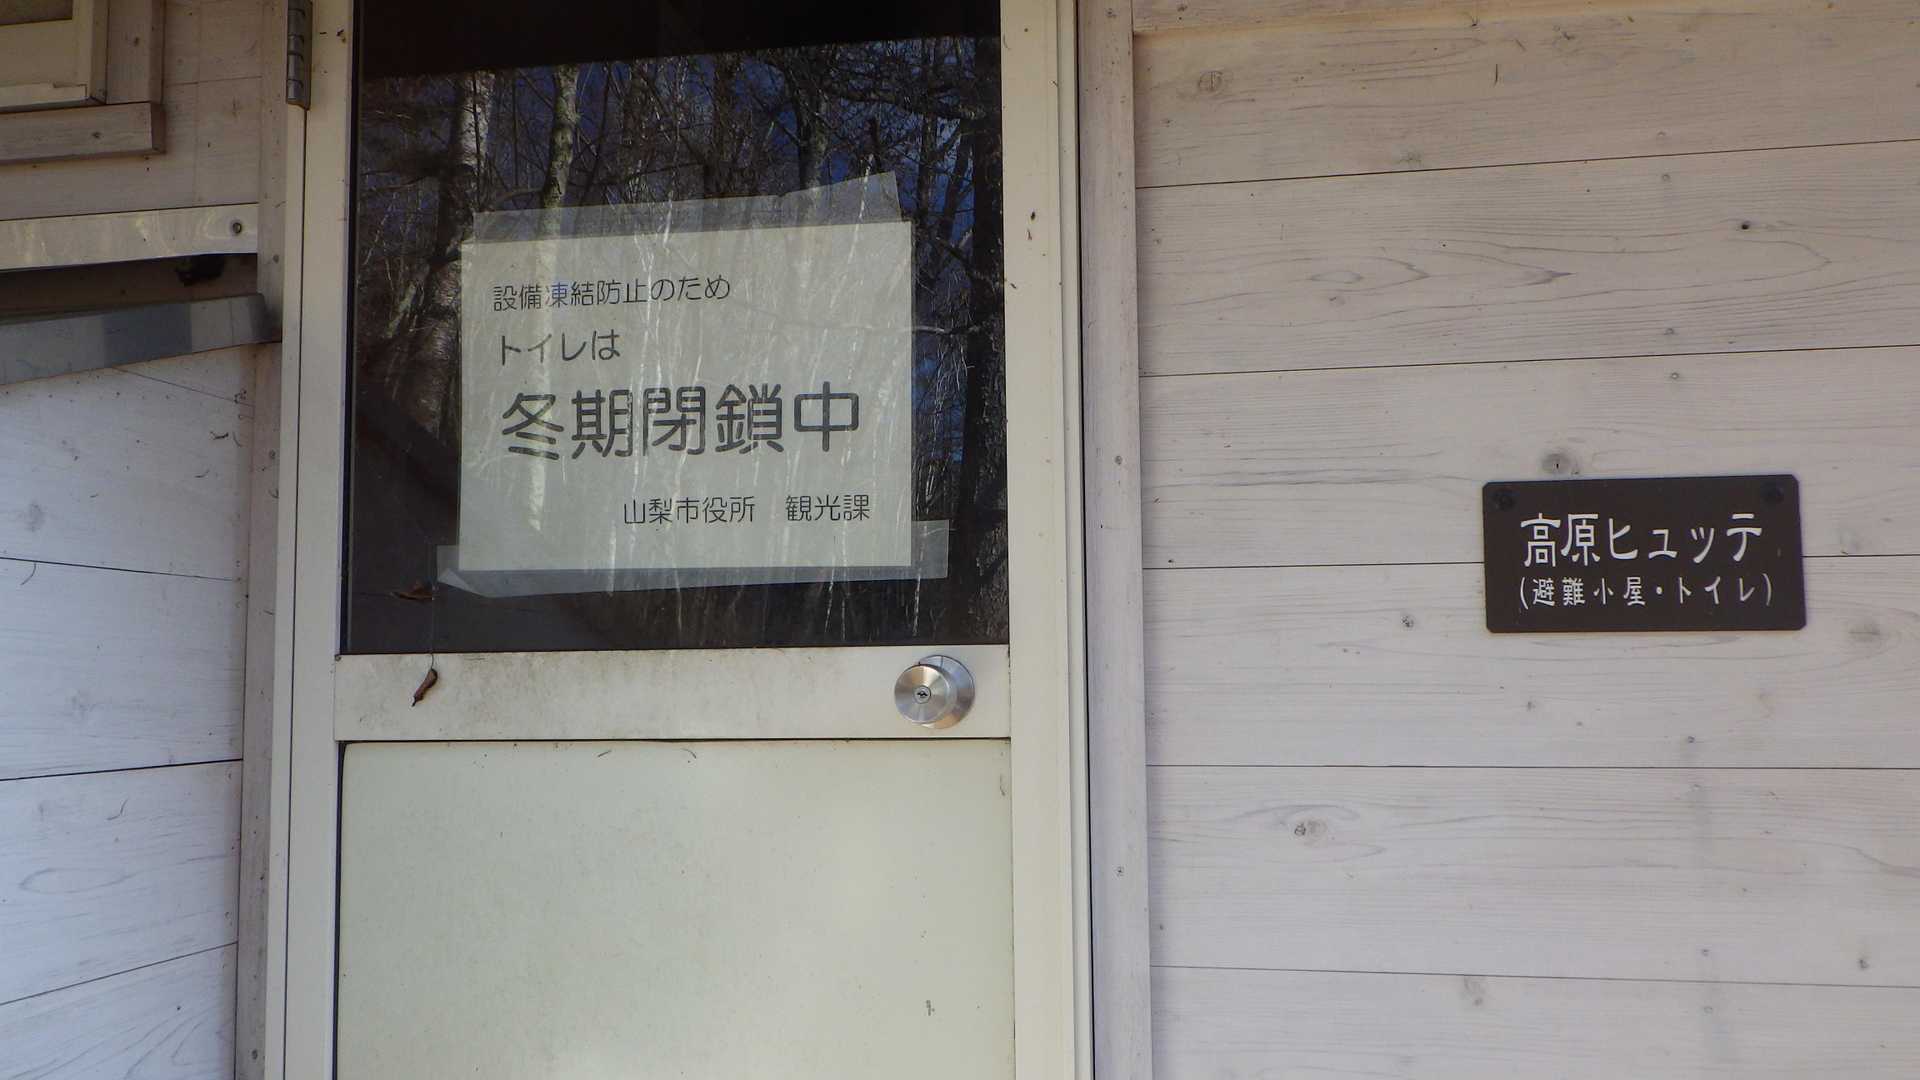 設備凍結防止のため
トイレは
冬期閉鎖中
山梨市役所　観光課
高原ヒュッテ
(避難小屋・トイレ)